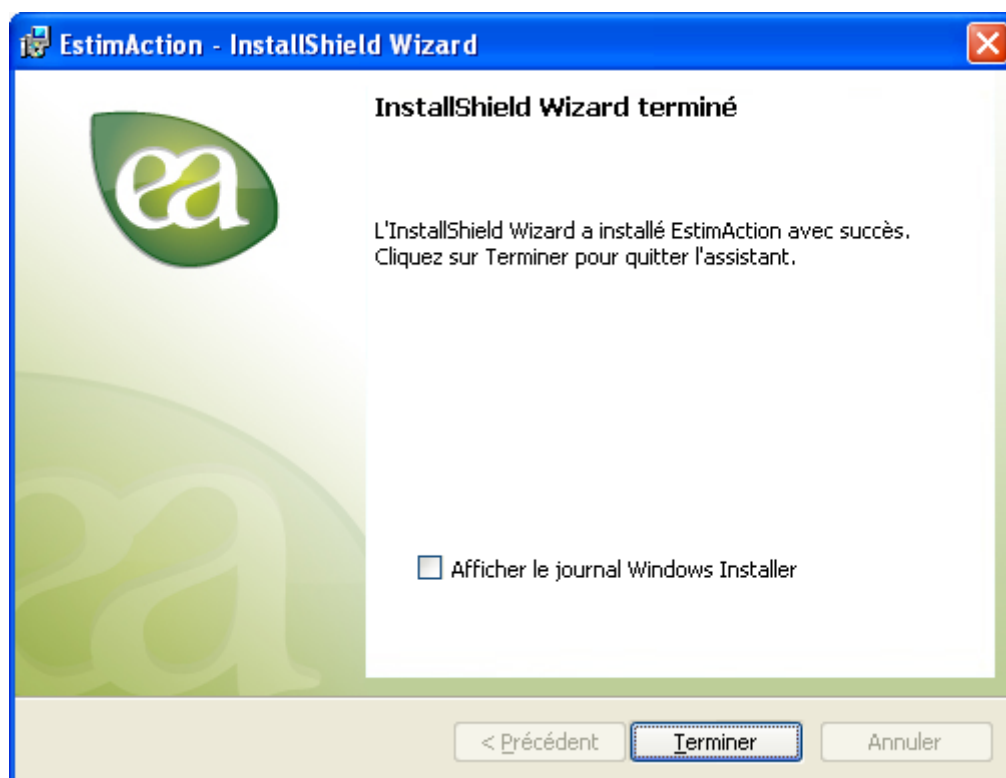 EstimAction - InstallShield Wizard
ea
InstallShield Wizard terminé
L'InstallShield Wizard a installé EstimAction avec succès.
Cliquez sur Terminer pour quitter l'assistant.
ea
Afficher le journal Windows Installer
< Précédent
Terminer
Annuler